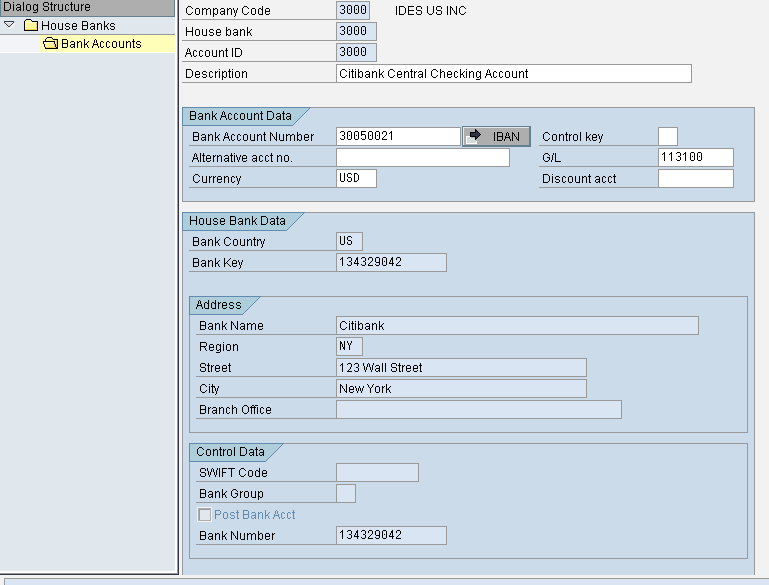 Dialog Structure
House Banks
Bank Accounts
Company Code 3000 IDES US INC
House bank 3000
Account ID 3000
Description Citibank Central Checking Account
Bank Account Data
Bank Account Number 30050021 IBAN Control key
Alternative acct no. G/L 113100
Currency USD Discount acct
House Bank Data
Bank Country US
Bank Key 134329042
Address
Bank Name Citibank
Region NY
Street 123 Wall Street
City New York
Branch Office
Control Data
SWIFT Code
Bank Group
Post Bank Acct
Bank Number 134329042